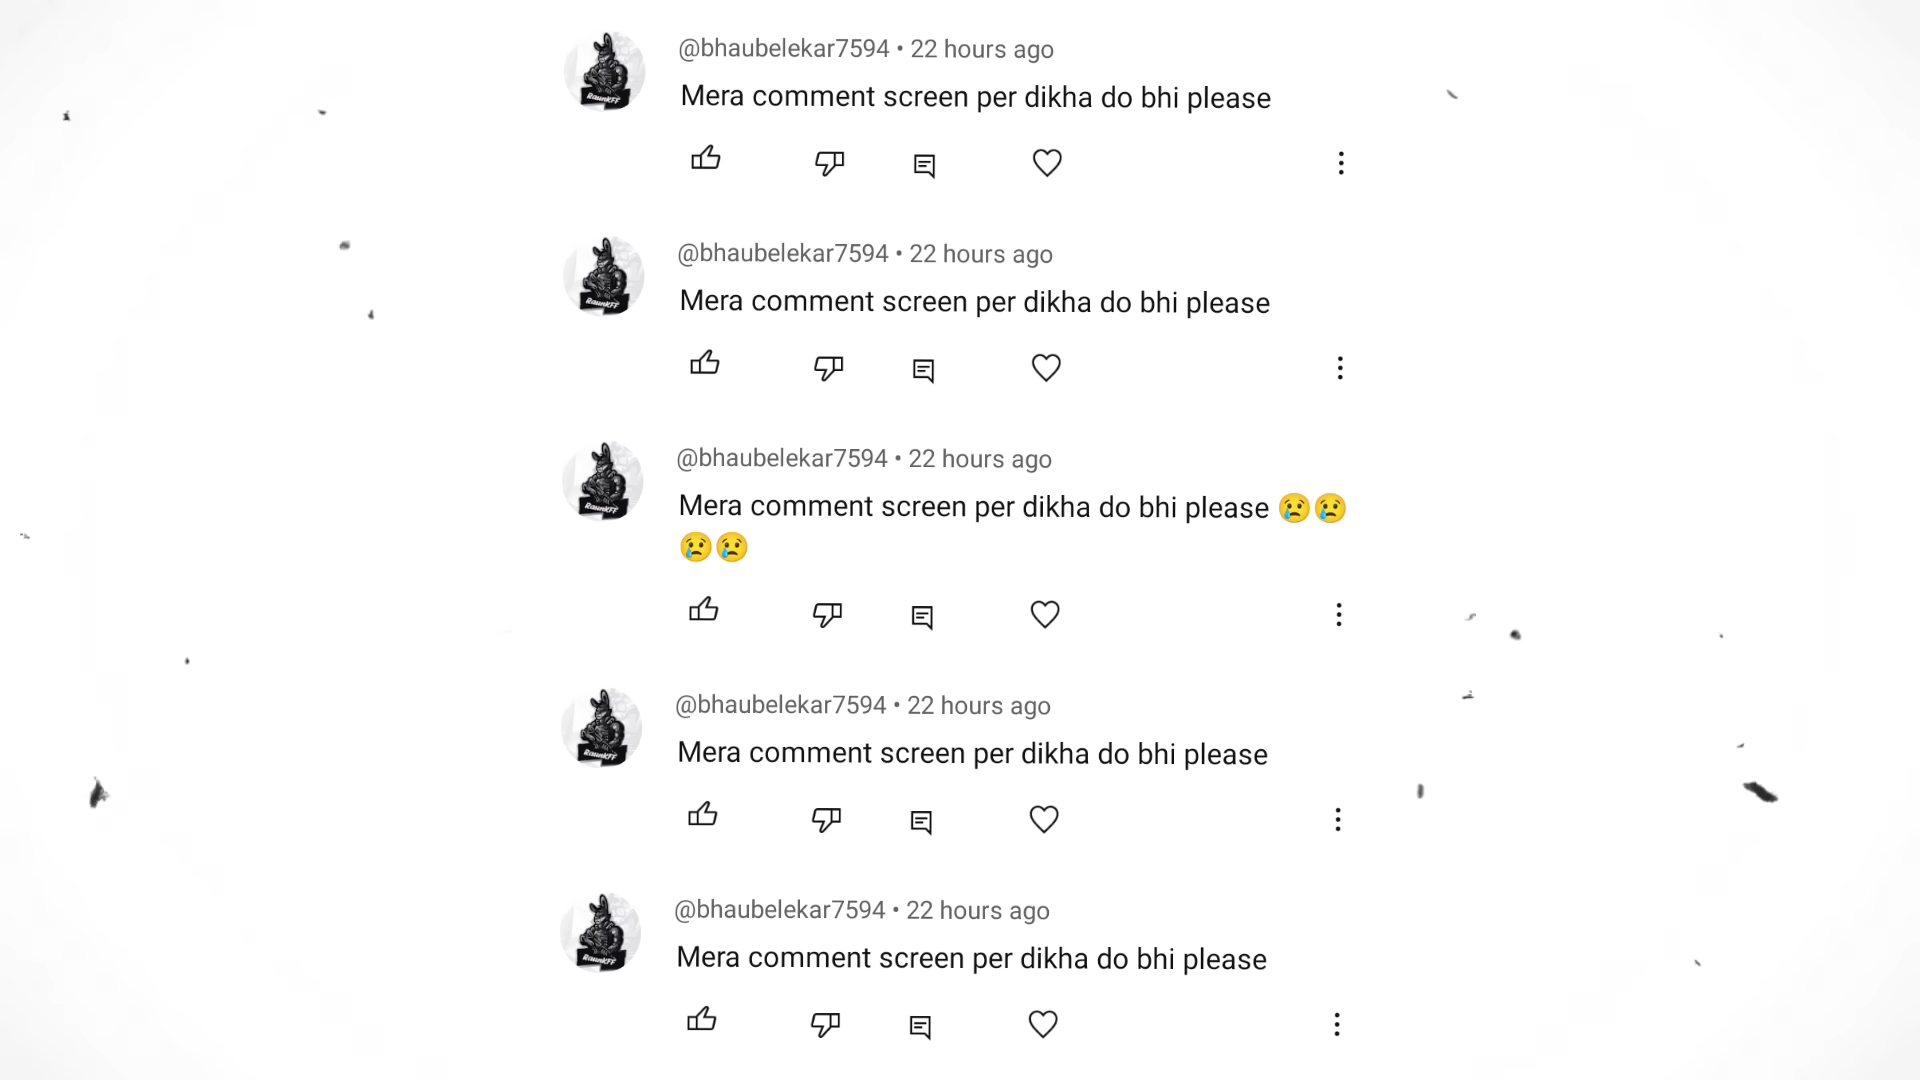 @bhaubelekar7594 • 22 hours ago
Mera comment screen per dikha do bhi please
@bhaubelekar7594 • 22 hours ago
Mera comment screen per dikha do bhi please
@bhaubelekar7594 • 22 hours ago
Mera comment screen per dikha do bhi please 😢😢
😢😢
@bhaubelekar7594 • 22 hours ago
Mera comment screen per dikha do bhi please
@bhaubelekar7594 • 22 hours ago
Mera comment screen per dikha do bhi please